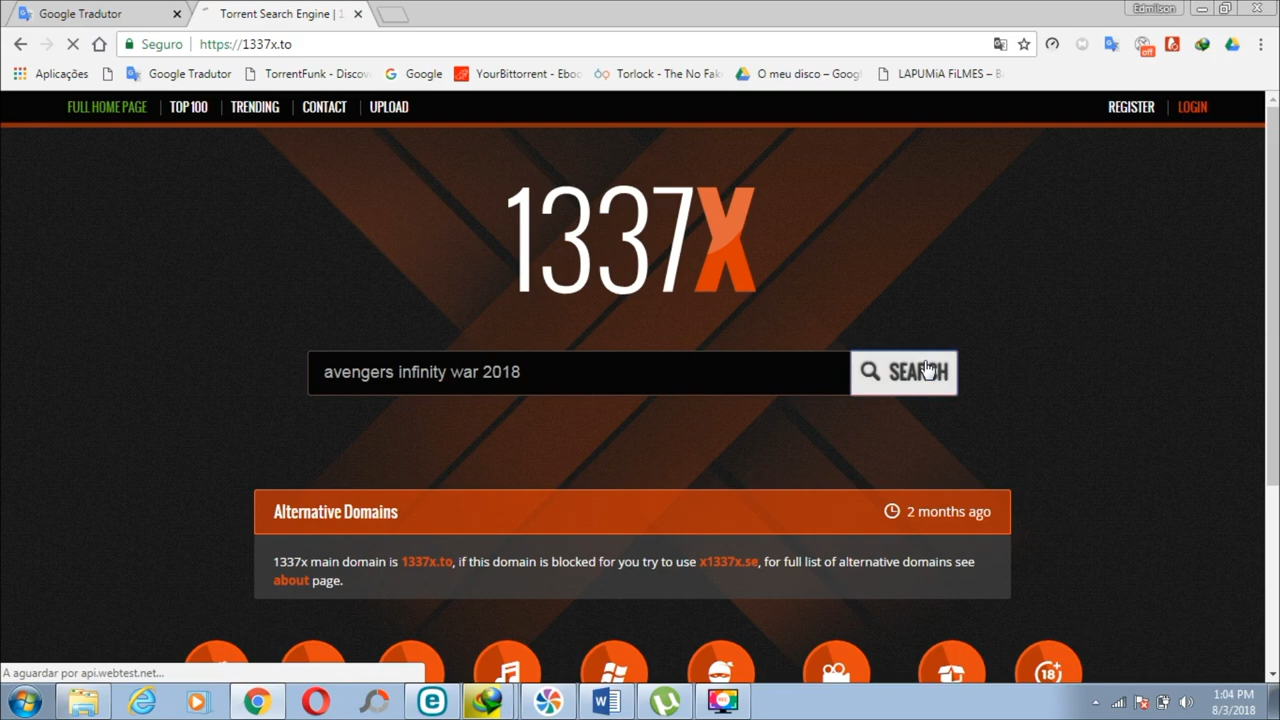 Google Tradutor
Torrent Search Engine | 1
Edmilson
Seguro https://1337x.to
off
Aplicações Google Tradutor TorrentFunk - Discov Google YourBittorrent - Eboo Torlock - The No Fak O meu disco – Goog LAPUMiA FiLMES – B
FULL HOME PAGE TOP 100 TRENDING CONTACT UPLOAD REGISTER LOGIN
1337X
avengers infinity war 2018 SEARCH
Alternative Domains 2 months ago
1337x main domain is 1337x.to, if this domain is blocked for you try to use x1337x.se, for full list of alternative domains see
about page.
18+
A aguardar por api.webtest.net...
1:04 PM
8/3/2018